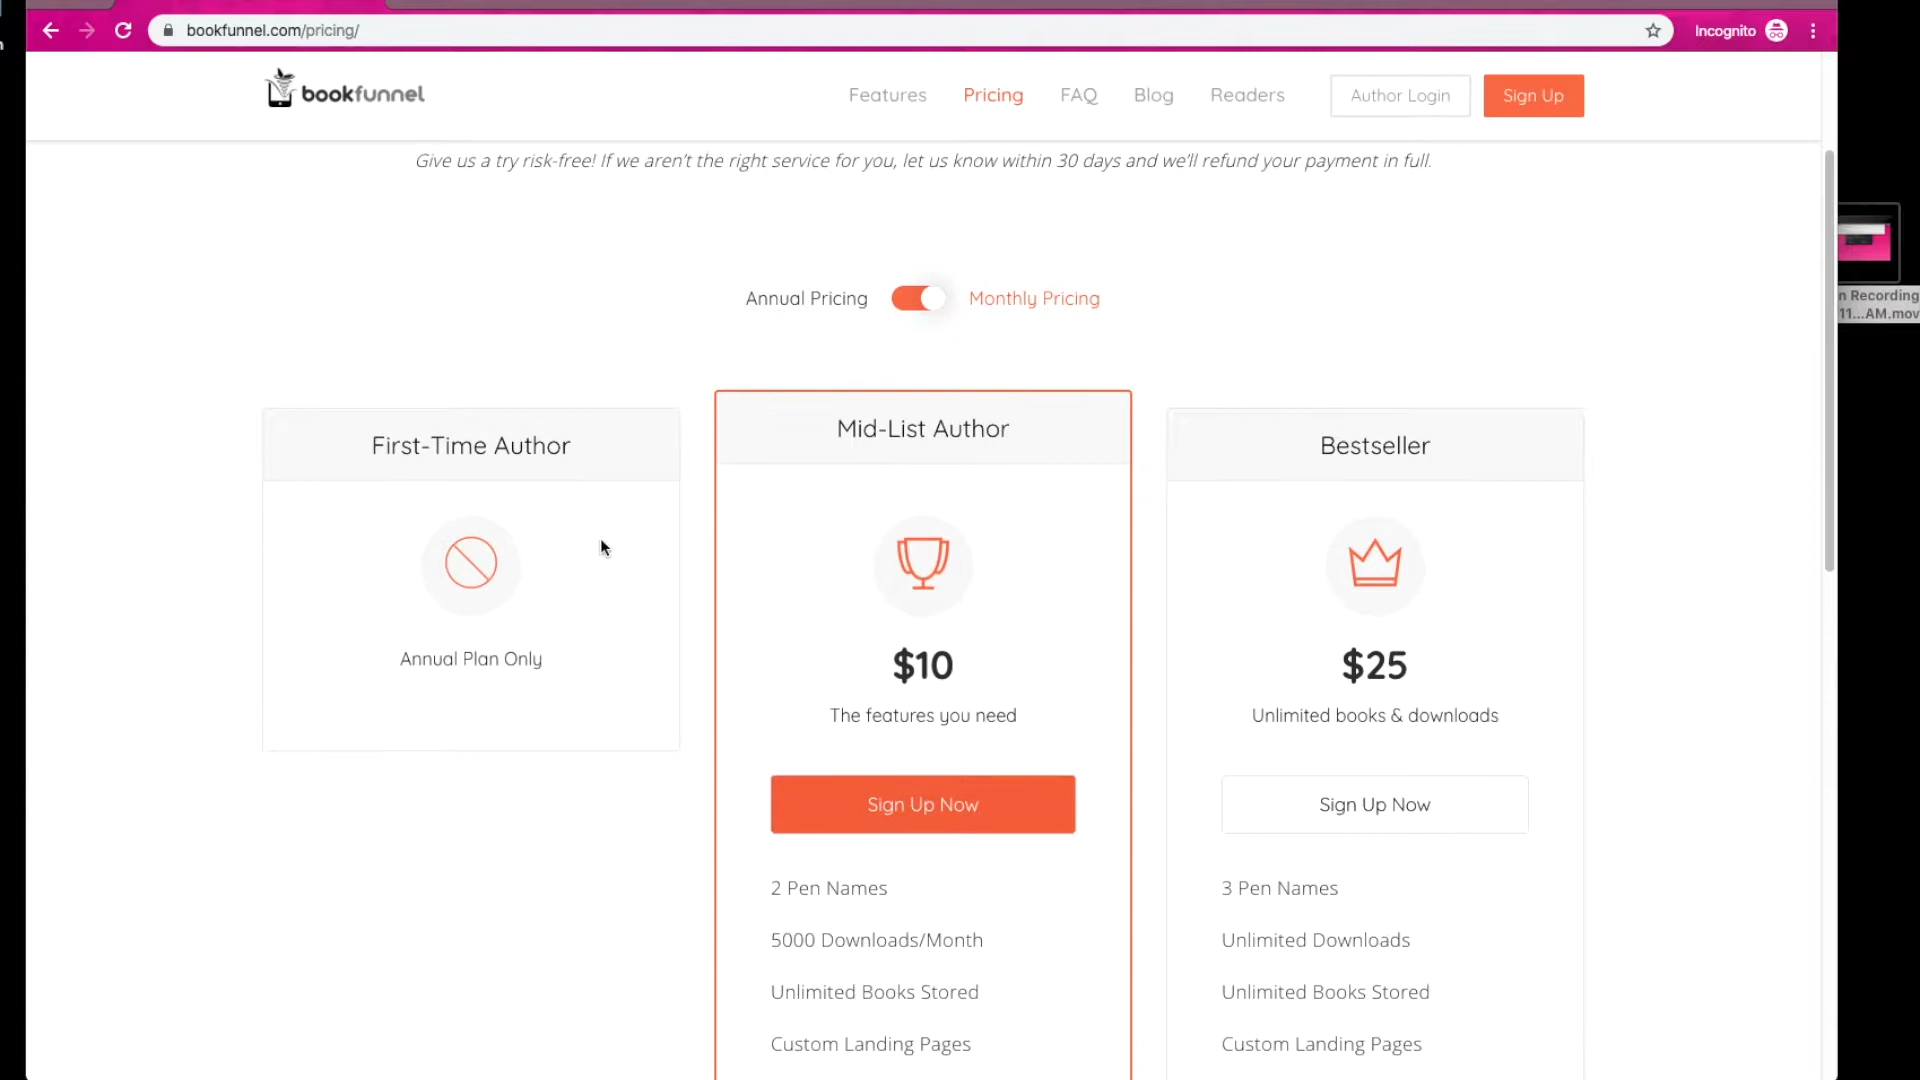 bookfunnel.com/pricing/
Incognito
bookfunnel
Features
Pricing
FAQ
Blog
Readers
Author Login
Sign Up
Give us a try risk-free! If we aren't the right service for you, let us know within 30 days and we'll refund your payment in full.
Annual Pricing
Monthly Pricing
First-Time Author
Annual Plan Only
Mid-List Author
$10
The features you need
Sign Up Now
2 Pen Names
5000 Downloads/Month
Unlimited Books Stored
Custom Landing Pages
Bestseller
$25
Unlimited books & downloads
Sign Up Now
3 Pen Names
Unlimited Downloads
Unlimited Books Stored
Custom Landing Pages
n Recording
11...AM.mov